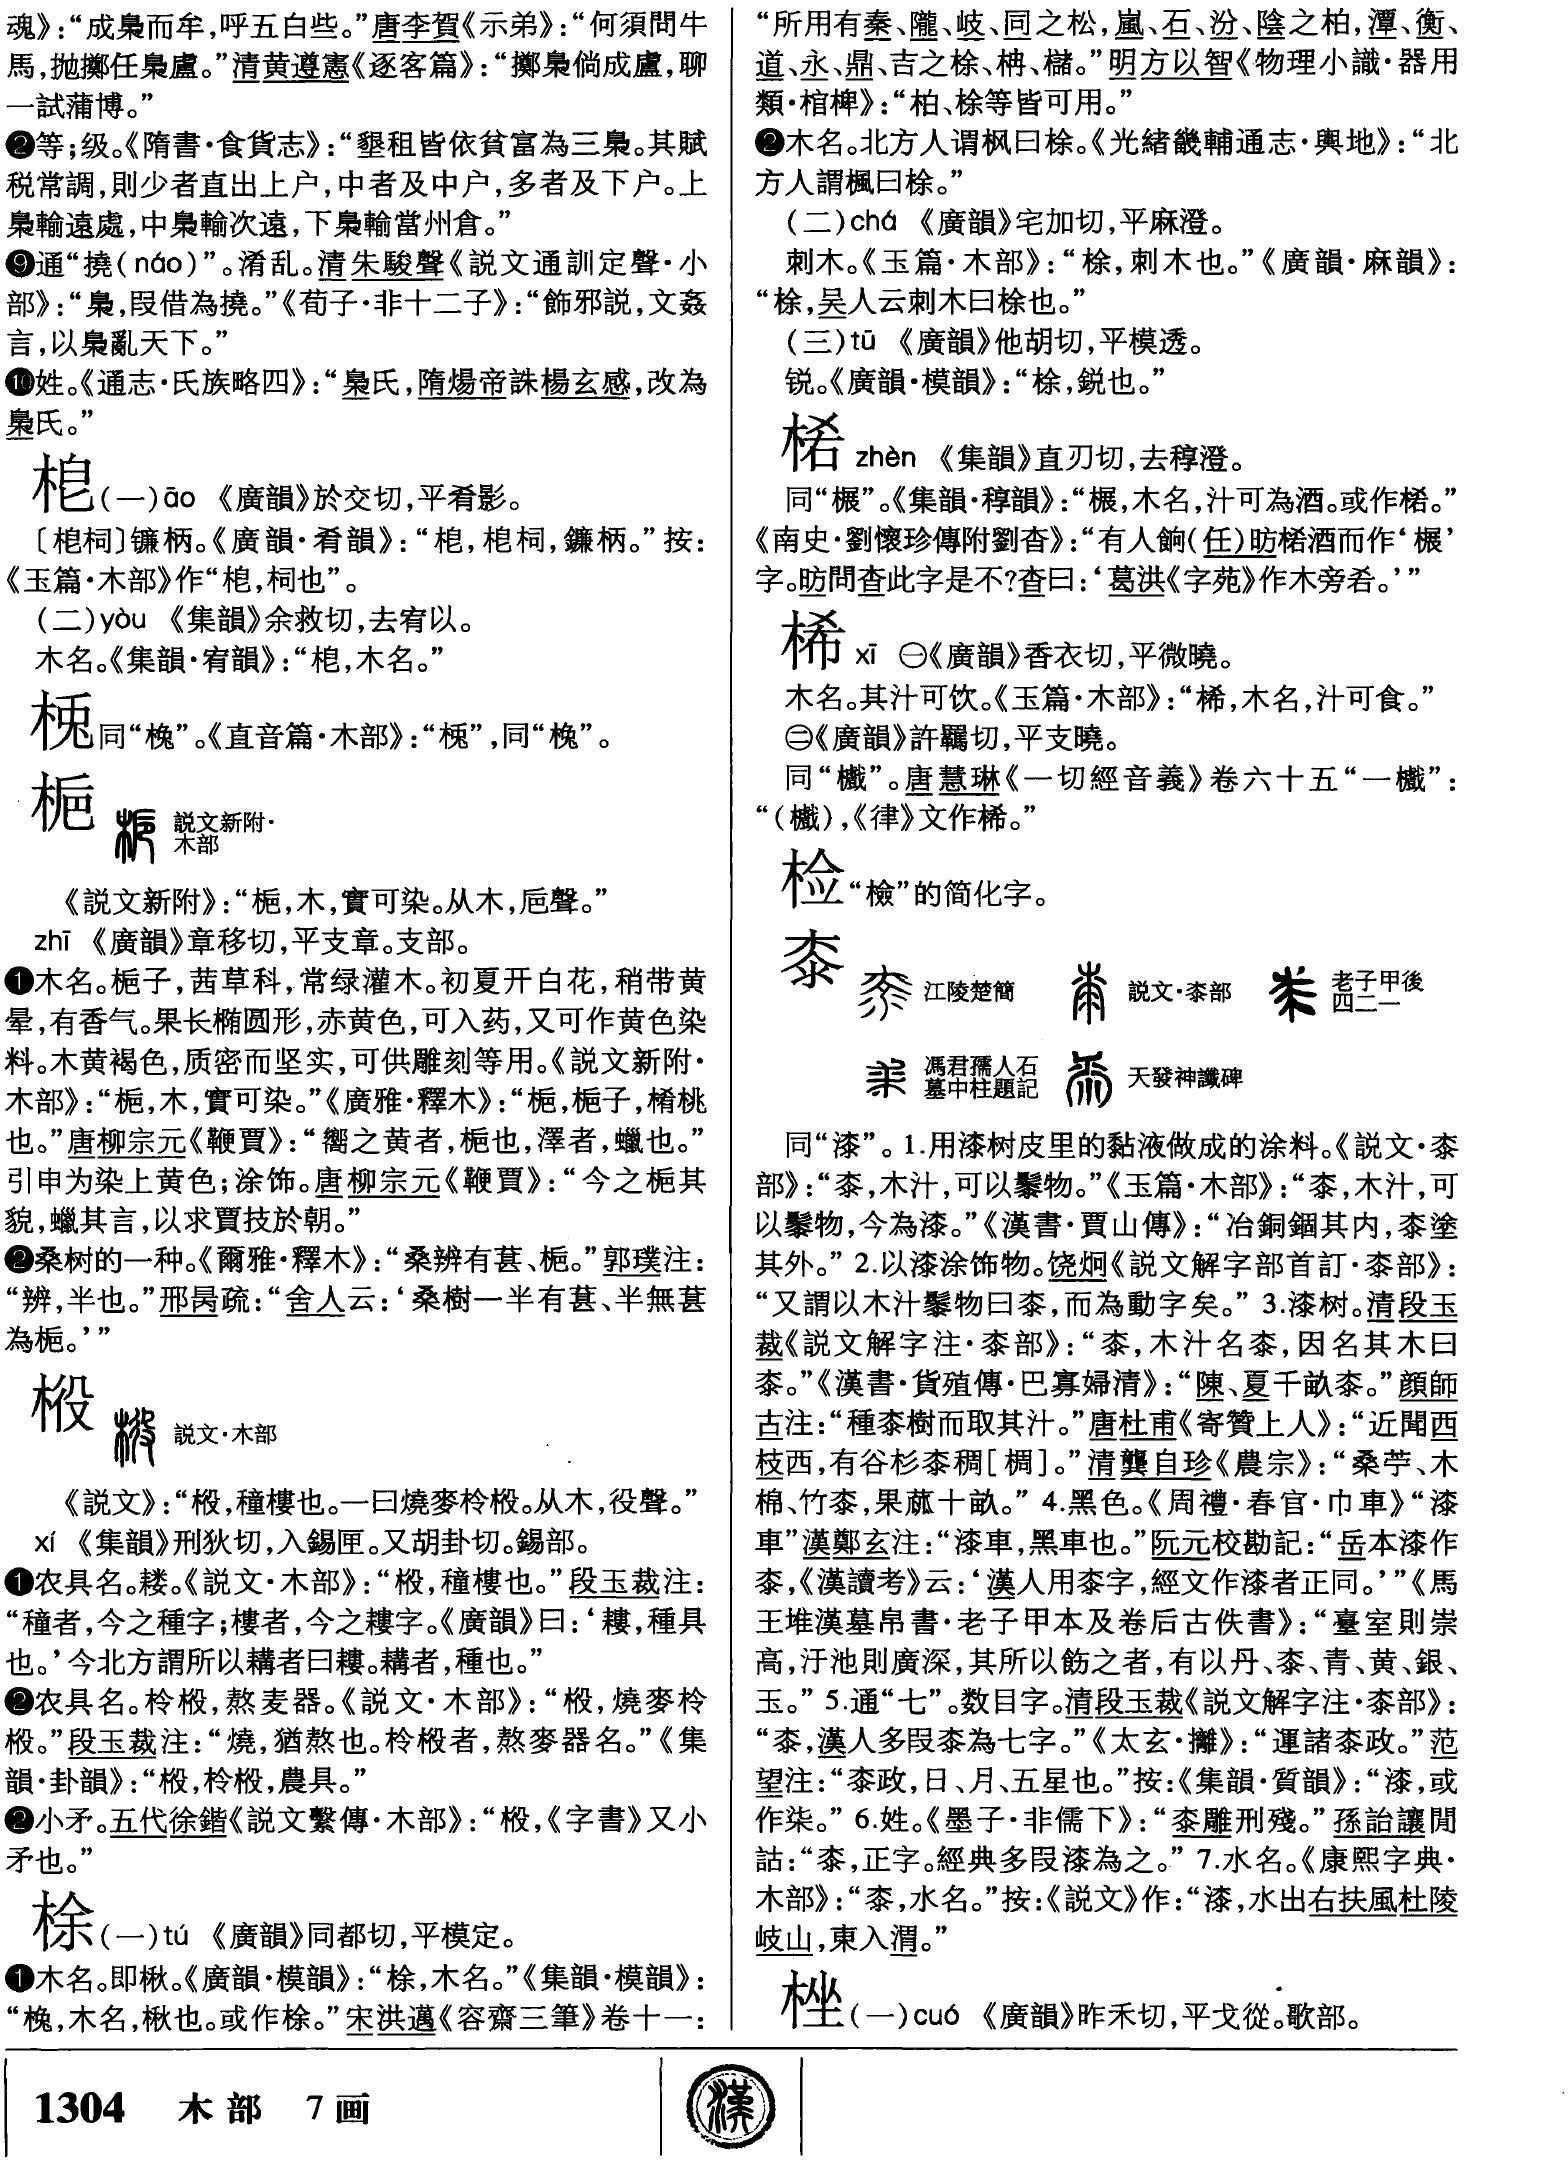 魂》：“成梟而牟，呼五白些。”唐李賀《示弟》：“何須問牛
馬，抛擲任梟盧。”清黄遵憲《逐客篇》：“擲梟倘成盧，聊
一試蒲博。”
❷等；级。《隋書·食貨志》：“墾租皆依貧富為三梟。其賦
税常調，則少者直出上户，中者及中户，多者及下户。上
梟輸遠處，中梟輸次遠，下梟輸當州倉。”
❾通“撓(náo)”。淆乱。清朱駿聲《説文通訓定聲·小
部》：“梟，叚借為撓。”《荀子·非十二子》：“飾邪説，文姦
言，以梟亂天下。”
❿姓。《通志·氏族略四》：“梟氏，隋煬帝誅楊玄感，改為
梟氏。”
梍(一)āo 《廣韻》於交切，平肴影。
〔梍柌〕镰柄。《廣韻·肴韻》：“梍，梍柌，鐮柄。”按：
《玉篇·木部》作“梍，柌也”。
(二)yòu 《集韻》余救切，去宥以。
木名。《集韻·宥韻》：“梍，木名。”
㮋同“槐”。《直音篇·木部》：“㮋”，同“槐”。
梔 説文新附·
木部
《説文新附》：“梔，木，實可染。从木，卮聲。”
zhī 《廣韻》章移切，平支章。支部。
❶木名。梔子，茜草科，常绿灌木。初夏开白花，稍带黄
晕，有香气。果长椭圆形，赤黄色，可入药，又可作黄色染
料。木黄褐色，质密而坚实，可供雕刻等用。《説文新附·
木部》：“梔，木，實可染。”《廣雅·釋木》：“梔，梔子，楕桃
也。”唐柳宗元《鞭賈》：“嚮之黄者，梔也，澤者，蠟也。”
引申为染上黄色；涂饰。唐柳宗元《鞭賈》：“今之梔其
貌，蠟其言，以求賈技於朝。”
❷桑树的一种。《爾雅·釋木》：“桑辨有葚、梔。”郭璞注：
“辨，半也。”邢昺疏：“舍人云：‘桑樹一半有葚、半無葚
為梔。’”
㭠 説文·木部
《説文》：“㭠，穜樓也。一曰燒麥柃㭠。从木，役聲。”
xí 《集韻》刑狄切，入錫匣。又胡卦切。錫部。
❶农具名。耧。《説文·木部》：“㭠，穜樓也。”段玉裁注：
“穜者，今之種字；樓者，今之耬字。《廣韻》曰：‘耬，種具
也。’今北方謂所以耩者曰耬。耩者，種也。”
❷农具名。柃㭠，熬麦器。《説文·木部》：“㭠，燒麥柃
㭠。”段玉裁注：“燒，猶熬也。柃㭠者，熬麥器名。”《集
韻·卦韻》：“㭠，柃㭠，農具。”
❷小矛。五代徐鍇《説文繫傳·木部》：“㭠，《字書》又小
矛也。”
梌(一)tú 《廣韻》同都切，平模定。
❶木名。即楸。《廣韻·模韻》：“梌，木名。”《集韻·模韻》：
“梌，木名，楸也。或作梌。”宋洪邁《容齋三筆》卷十一：
“所用有秦、隴、岐、同之松，嵐、石、汾、陰之柏，潭、衡、
道、永、鼎、吉之梌、柟、櫧。”明方以智《物理小識·器用
類·棺椑》：“柏、梌等皆可用。”
❷木名。北方人谓枫曰梌。《光緒畿輔通志·輿地》：“北
方人謂楓曰梌。”
(二)chá 《廣韻》宅加切，平麻澄。
刺木。《玉篇·木部》：“梌，刺木也。”《廣韻·麻韻》：
“梌，吴人云刺木曰梌也。”
(三)tū 《廣韻》他胡切，平模透。
锐。《廣韻·模韻》：“梌，鋭也。”
㮈 zhèn 《集韻》直刃切，去稕澄。
同“榐”。《集韻·稕韻》：“榐，木名，汁可為酒。或作桰。”
《南史·劉懷珍傳附劉杳》：“有人餉(任)昉桰酒而作‘榐’
字。昉問杳此字是不？杳曰：‘葛洪《字苑》作木旁㕻。’”
桸 xī ㊀《廣韻》香衣切，平微曉。
木名。其汁可饮。《玉篇·木部》：“桸，木名，汁可食。”
㊁《廣韻》許羈切，平支曉。
同“㰕”。唐慧琳《一切經音義》卷六十五“一㰕”：
“(㰕)，《律》文作桸。”
检“檢”的简化字。
桼 江陵楚簡 説文·桼部 老子甲後
四二一
馮君孺人石
墓中柱題記 天發神讖碑
同“漆”。1.用漆树皮里的黏液做成的涂料。《説文·桼
部》：“桼，木汁，可以䰍物。”《玉篇·木部》：“桼，木汁，可
以䰍物，今為漆。”《漢書·賈山傳》：“冶銅錮其内，桼塗
其外。” 2.以漆涂饰物。饶炯《説文解字部首訂·桼部》：
“又謂以木汁䰍物曰桼，而為動字矣。” 3.漆树。清段玉
裁《説文解字注·桼部》：“桼，木汁名桼，因名其木曰
桼。”《漢書·貨殖傳·巴寡婦清》：“陳、夏千畝桼。”顔師
古注：“種桼樹而取其汁。”唐杜甫《寄贊上人》：“近聞西
枝西，有谷杉桼稠[椆]。”清龔自珍《農宗》：“桑苧、木
棉、竹桼，果蓏十畝。” 4.黑色。《周禮·春官·巾車》“漆
車”漢鄭玄注：“漆車，黑車也。”阮元校勘記：“岳本漆作
桼，《漢讀考》云：‘漢人用桼字，經文作漆者正同。’”《馬
王堆漢墓帛書·老子甲本及卷后古佚書》：“臺室則崇
高，汙池則廣深，其所以飭之者，有以丹、桼、青、黄、銀、
玉。” 5.通“七”。数目字。清段玉裁《説文解字注·桼部》：
“桼，漢人多叚桼為七字。”《太玄·攡》：“運諸桼政。”范
望注：“桼政，日、月、五星也。”按：《集韻·質韻》：“漆，或
作柒。” 6.姓。《墨子·非儒下》：“桼雕刑殘。”孫詒讓閒
詁：“桼，正字。經典多叚漆為之。” 7.水名。《康熙字典·
木部》：“桼，水名。”按：《説文》作：“漆，水出右扶風杜陵
岐山，東入渭。”
桽(一)cuó 《廣韻》昨禾切，平戈從。歌部。
1304 木部 7画
漢